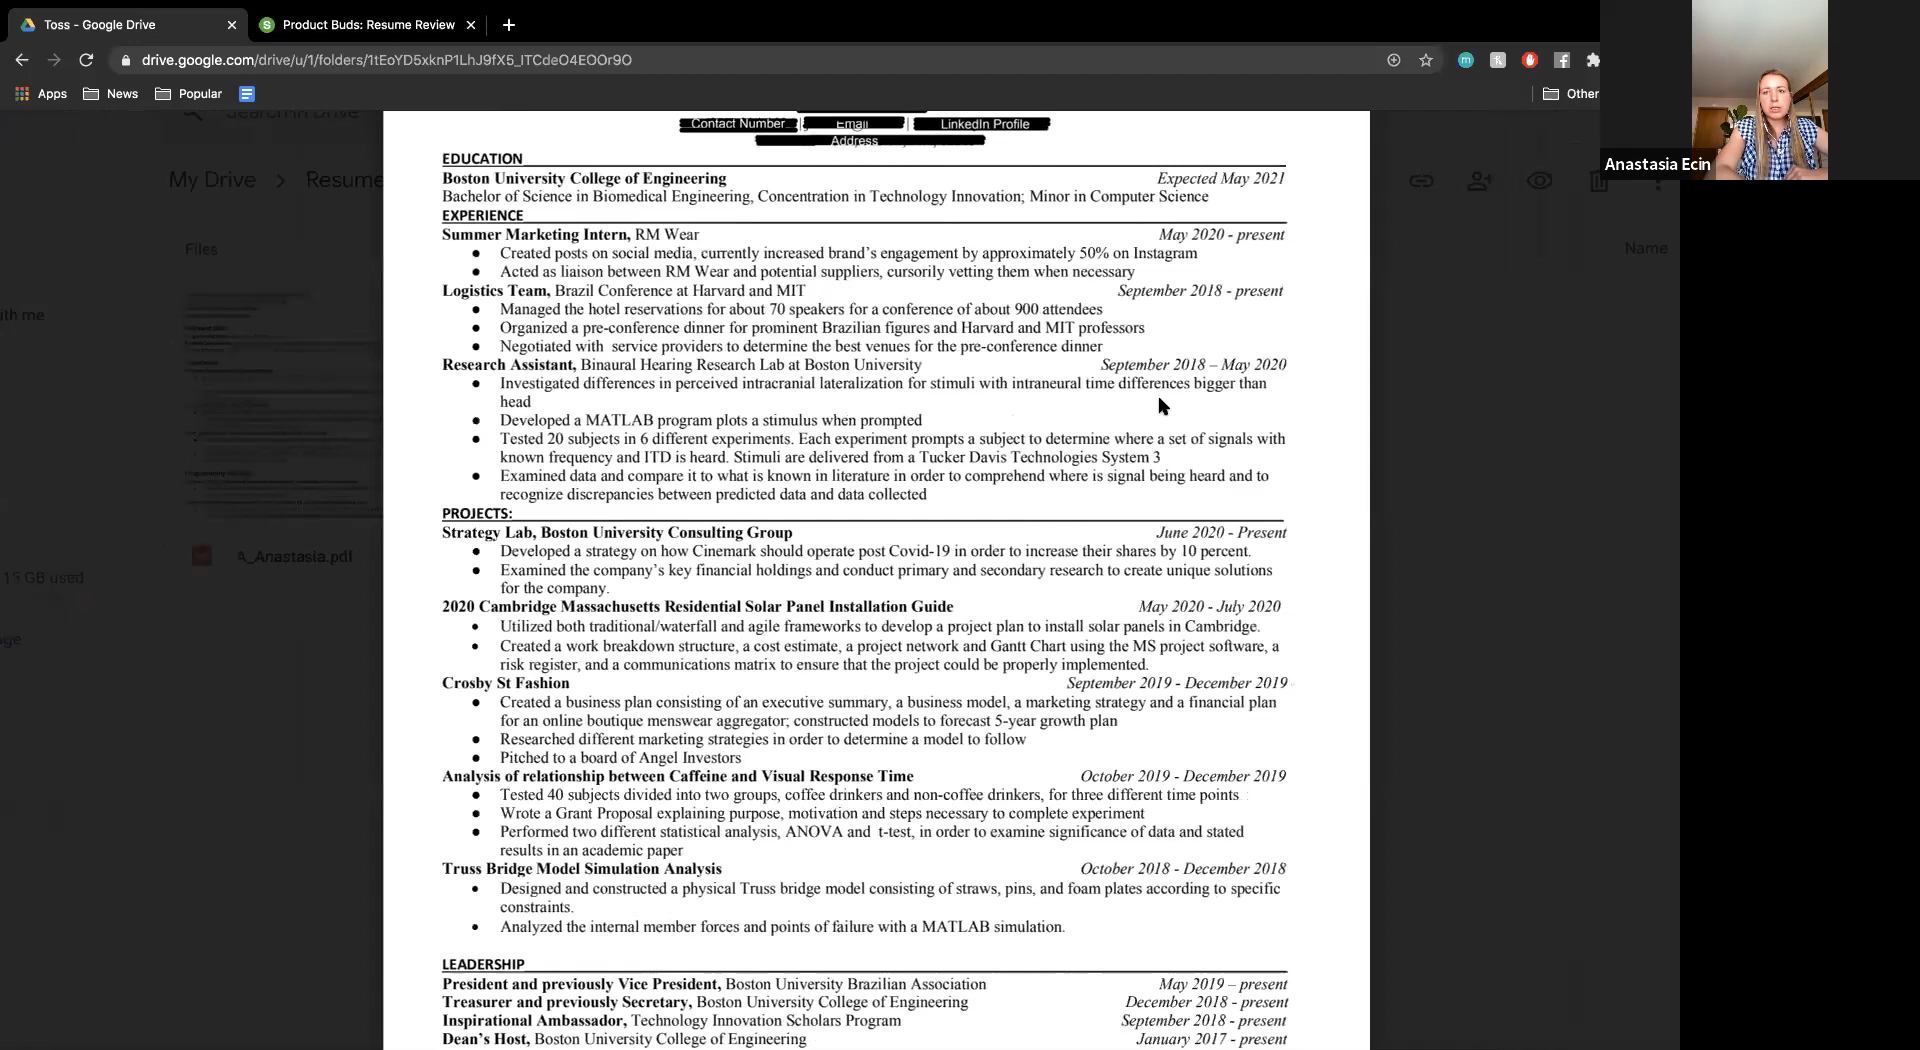 Toss - Google Drive
Product Buds: Resume Review
drive.google.com/drive/u/1/folders/1tEoYD5xknP1LhJ9fX5_ITCdeO4EOOr9O
Apps News Popular
Other
Anastasia Ecin
Search in Drive
My Drive > Resume
Files
Name
ith me
A_Anastasia.pdf
15 GB used
age
Contact Number | Email | LinkedIn Profile
Address
EDUCATION
Boston University College of Engineering Expected May 2021
Bachelor of Science in Biomedical Engineering, Concentration in Technology Innovation; Minor in Computer Science
EXPERIENCE
Summer Marketing Intern, RM Wear May 2020 - present
● Created posts on social media, currently increased brand's engagement by approximately 50% on Instagram
● Acted as liaison between RM Wear and potential suppliers, cursorily vetting them when necessary
Logistics Team, Brazil Conference at Harvard and MIT September 2018 - present
● Managed the hotel reservations for about 70 speakers for a conference of about 900 attendees
● Organized a pre-conference dinner for prominent Brazilian figures and Harvard and MIT professors
● Negotiated with service providers to determine the best venues for the pre-conference dinner
Research Assistant, Binaural Hearing Research Lab at Boston University September 2018 – May 2020
● Investigated differences in perceived intracranial lateralization for stimuli with intraneural time differences bigger than
head
● Developed a MATLAB program plots a stimulus when prompted
● Tested 20 subjects in 6 different experiments. Each experiment prompts a subject to determine where a set of signals with
known frequency and ITD is heard. Stimuli are delivered from a Tucker Davis Technologies System 3
● Examined data and compare it to what is known in literature in order to comprehend where is signal being heard and to
recognize discrepancies between predicted data and data collected
PROJECTS:
Strategy Lab, Boston University Consulting Group June 2020 - Present
● Developed a strategy on how Cinemark should operate post Covid-19 in order to increase their shares by 10 percent.
● Examined the company's key financial holdings and conduct primary and secondary research to create unique solutions
for the company.
2020 Cambridge Massachusetts Residential Solar Panel Installation Guide May 2020 - July 2020
● Utilized both traditional/waterfall and agile frameworks to develop a project plan to install solar panels in Cambridge.
● Created a work breakdown structure, a cost estimate, a project network and Gantt Chart using the MS project software, a
risk register, and a communications matrix to ensure that the project could be properly implemented.
Crosby St Fashion September 2019 - December 2019
● Created a business plan consisting of an executive summary, a business model, a marketing strategy and a financial plan
for an online boutique menswear aggregator; constructed models to forecast 5-year growth plan
● Researched different marketing strategies in order to determine a model to follow
● Pitched to a board of Angel Investors
Analysis of relationship between Caffeine and Visual Response Time October 2019 - December 2019
● Tested 40 subjects divided into two groups, coffee drinkers and non-coffee drinkers, for three different time points
● Wrote a Grant Proposal explaining purpose, motivation and steps necessary to complete experiment
● Performed two different statistical analysis, ANOVA and t-test, in order to examine significance of data and stated
results in an academic paper
Truss Bridge Model Simulation Analysis October 2018 - December 2018
● Designed and constructed a physical Truss bridge model consisting of straws, pins, and foam plates according to specific
constraints.
● Analyzed the internal member forces and points of failure with a MATLAB simulation.
LEADERSHIP
President and previously Vice President, Boston University Brazilian Association May 2019 – present
Treasurer and previously Secretary, Boston University College of Engineering December 2018 - present
Inspirational Ambassador, Technology Innovation Scholars Program September 2018 - present
Dean's Host, Boston University College of Engineering January 2017 - present